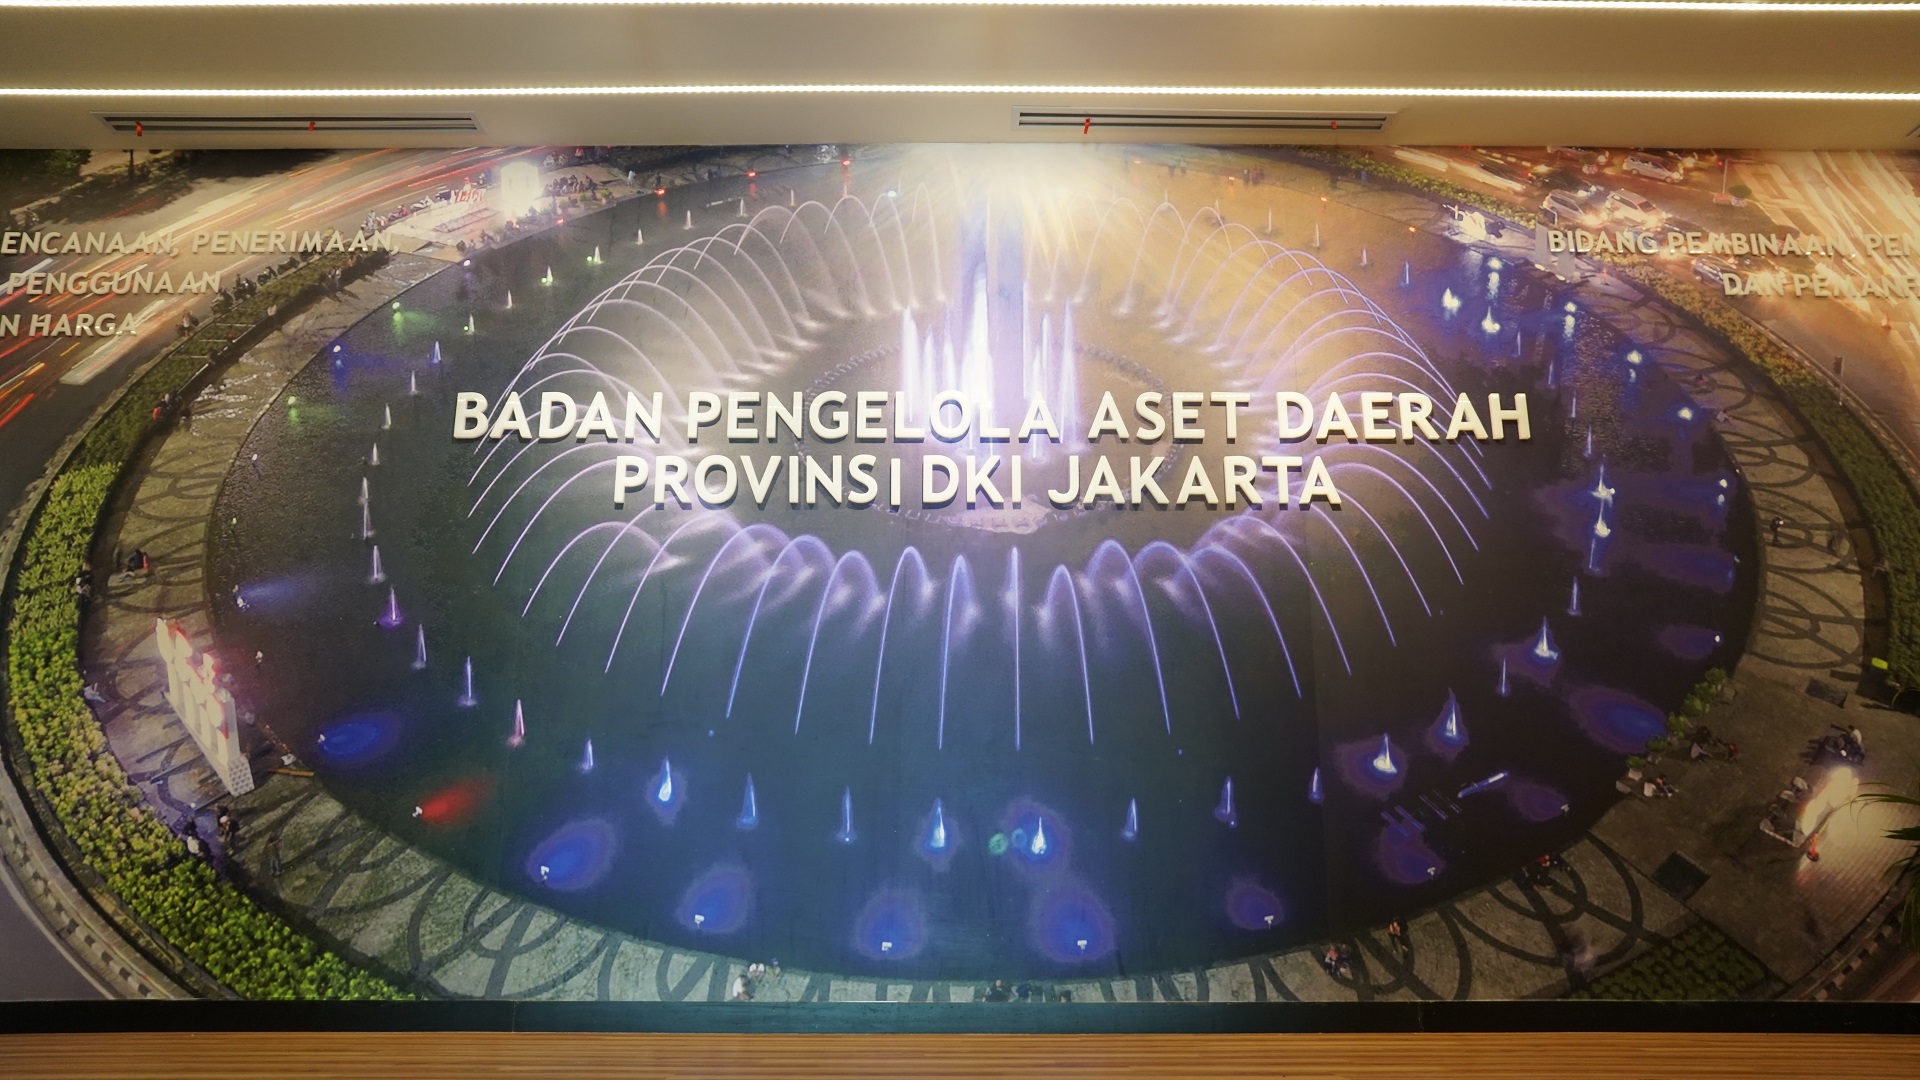 ENCANAAN, PENERIMAAN,
PENGGUNAAN
N HARGA
BADAN PENGELOLA ASET DAERAH
PROVINSI DKI JAKARTA
BIDANG PEMBINAAN, PEN
DAN PEMANF